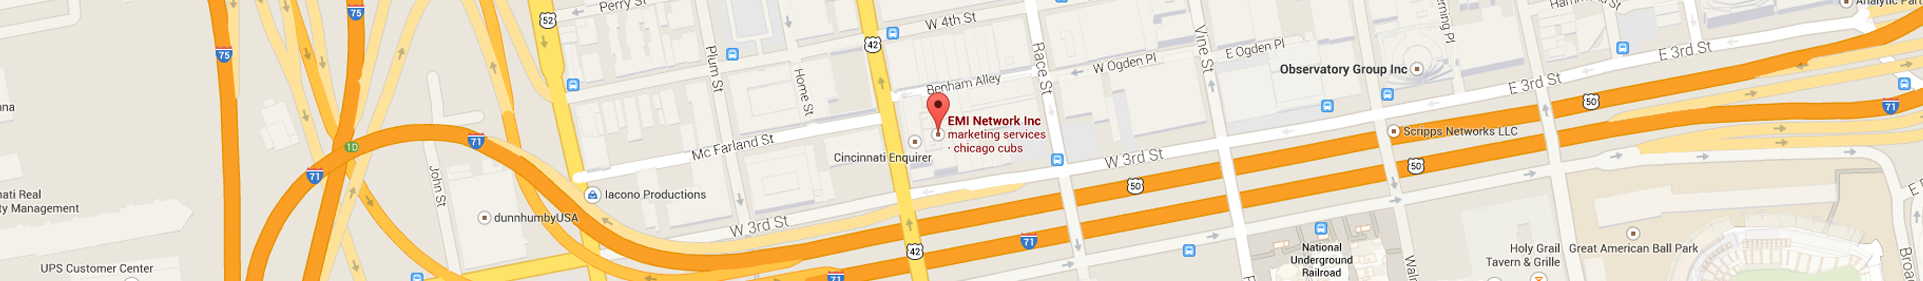 Perry St
52
75
75
W 4th St
42
Plum St
Home St
Race St
Vine St
E Ogden Pl
W Ogden Pl
Benham Alley
Observatory Group Inc
E 3rd St
E 3rd St
50
71
EMI Network Inc
marketing services
· chicago cubs
Cincinnati Enquirer
Mc Farland St
W 3rd St
Scripps Networks LLC
1D
71
71
John St
Iacono Productions
dunnhumbyUSA
W 3rd St
50
50
42
71
71
UPS Customer Center
National
Underground
Railroad
Holy Grail
Tavern & Grille
Great American Ball Park